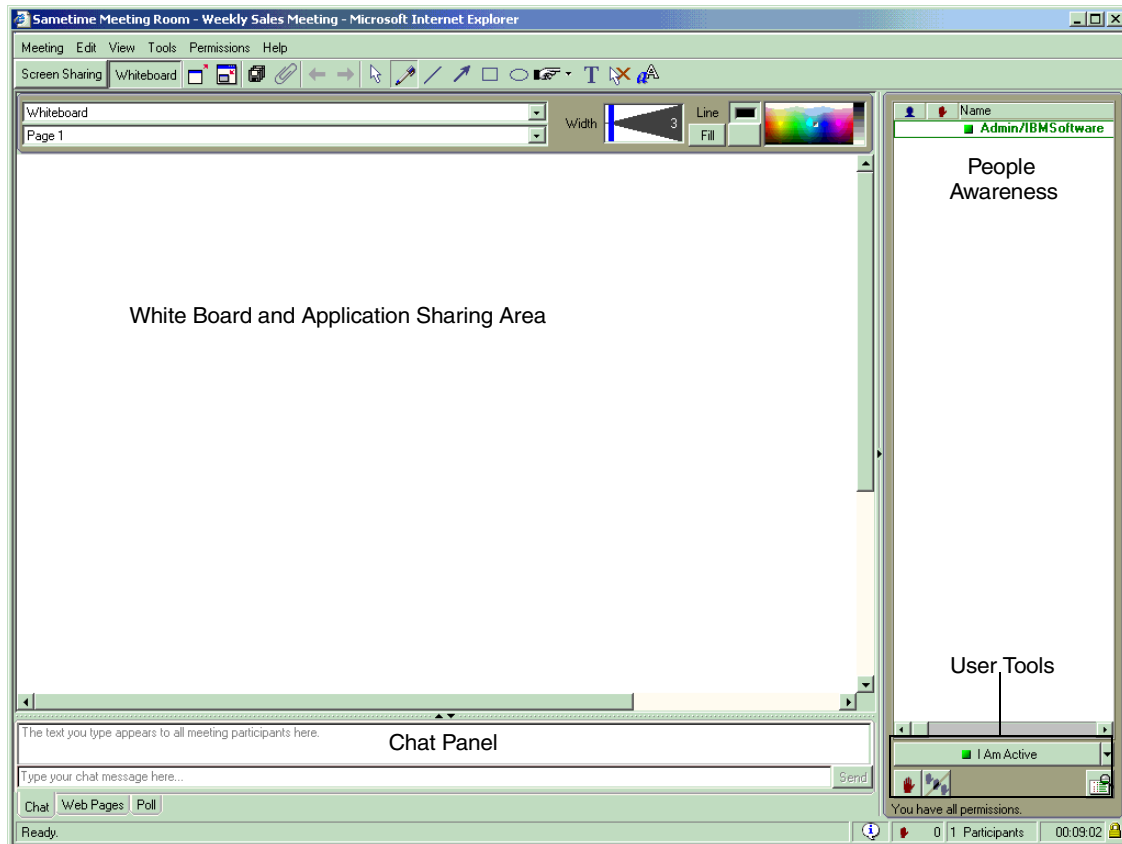 Sametime Meeting Room - Weekly Sales Meeting - Microsoft Internet Explorer
Meeting Edit View Tools Permissions Help
Screen Sharing Whiteboard T aA
Whiteboard
Page 1
Width 3 Line
Fill
Name
Admin/IBMSoftware
People
Awareness
White Board and Application Sharing Area
User Tools
The text you type appears to all meeting participants here.
Chat Panel
Type your chat message here... Send
Chat Web Pages Poll
I Am Active
You have all permissions.
Ready. 0 1 Participants 00:09:02